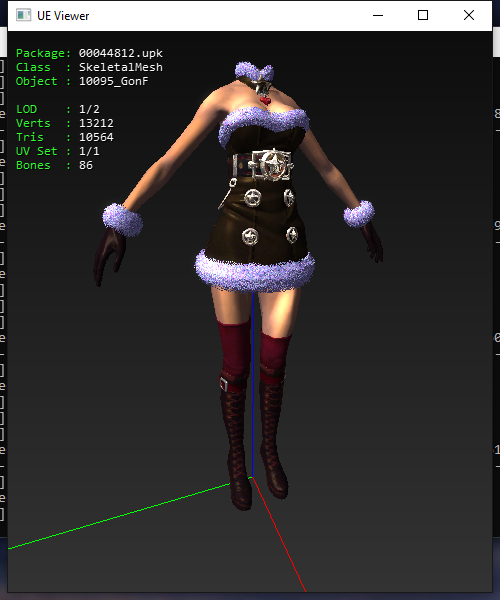 UE Viewer
Package: 00044812.upk
Class : SkeletalMesh
Object : 10095_GonF
LOD : 1/2
Verts : 13212
Tris : 10564
UV Set : 1/1
Bones : 86